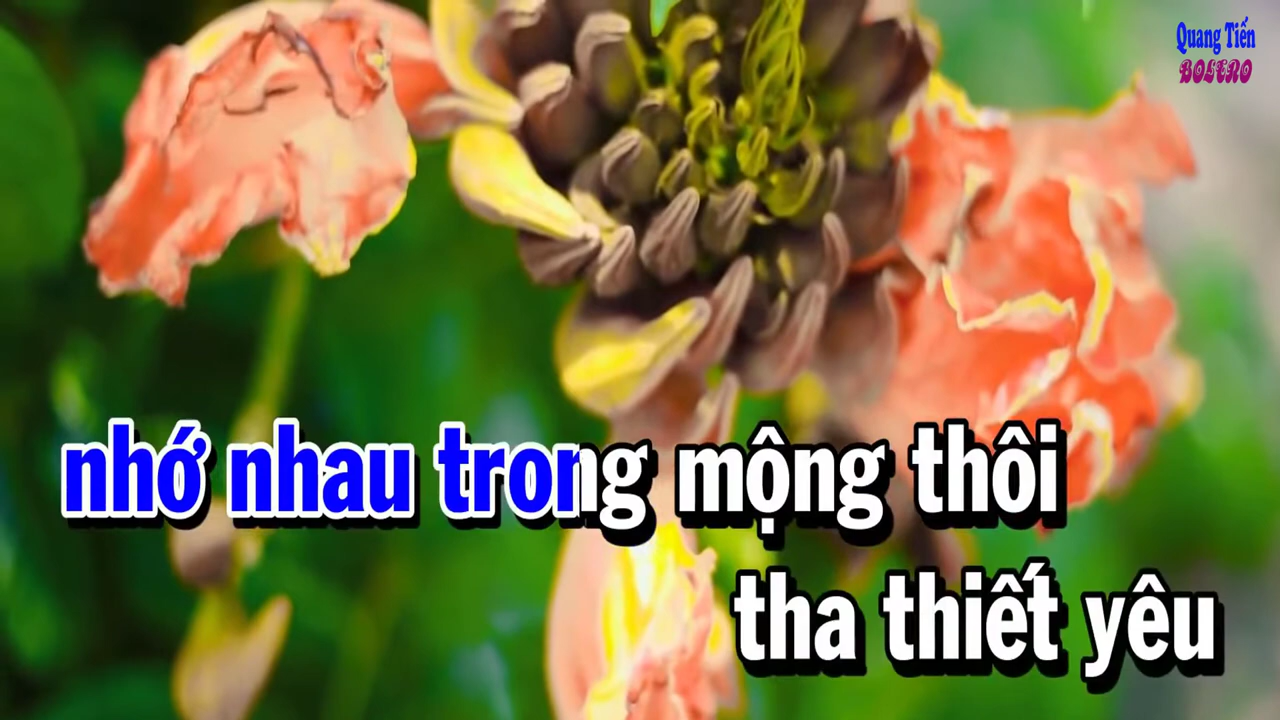 Quang Tiến
BOLERO
nhớ nhau trong mộng thôi
tha thiết yêu